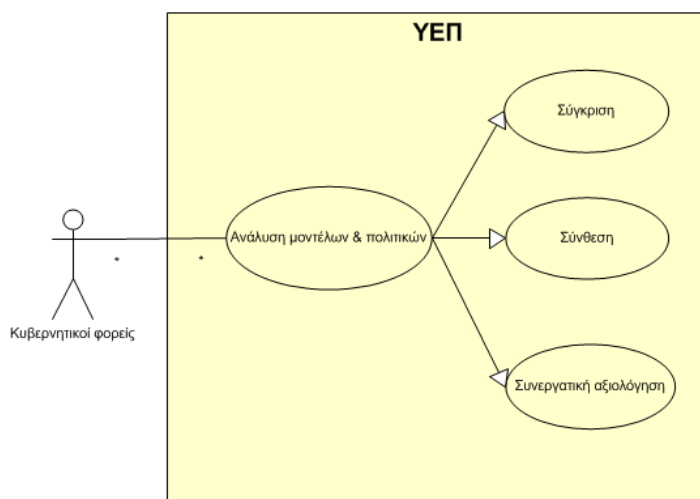 ΥΕΠ
Σύγκριση
Ανάλυση μοντέλων & πολιτικών
Σύνθεση
* *
Κυβερνητικοί φορείς
Συνεργατική αξιολόγηση